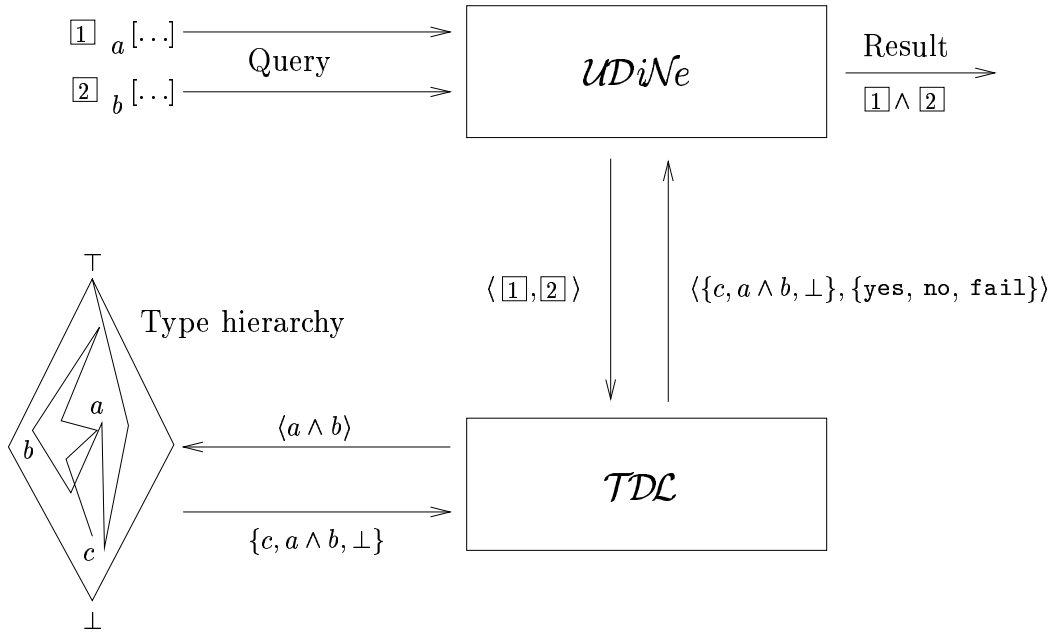 [1] a[...]
Query
[2] b[...]
UDiNe
Result
[1] ∧ [2]
⟨ [1], [2] ⟩
⟨{c, a ∧ b, ⊥}, {yes, no, fail}⟩
⊤
Type hierarchy
a
b
c
⊥
⟨a ∧ b⟩
{c, a ∧ b, ⊥}
TDL